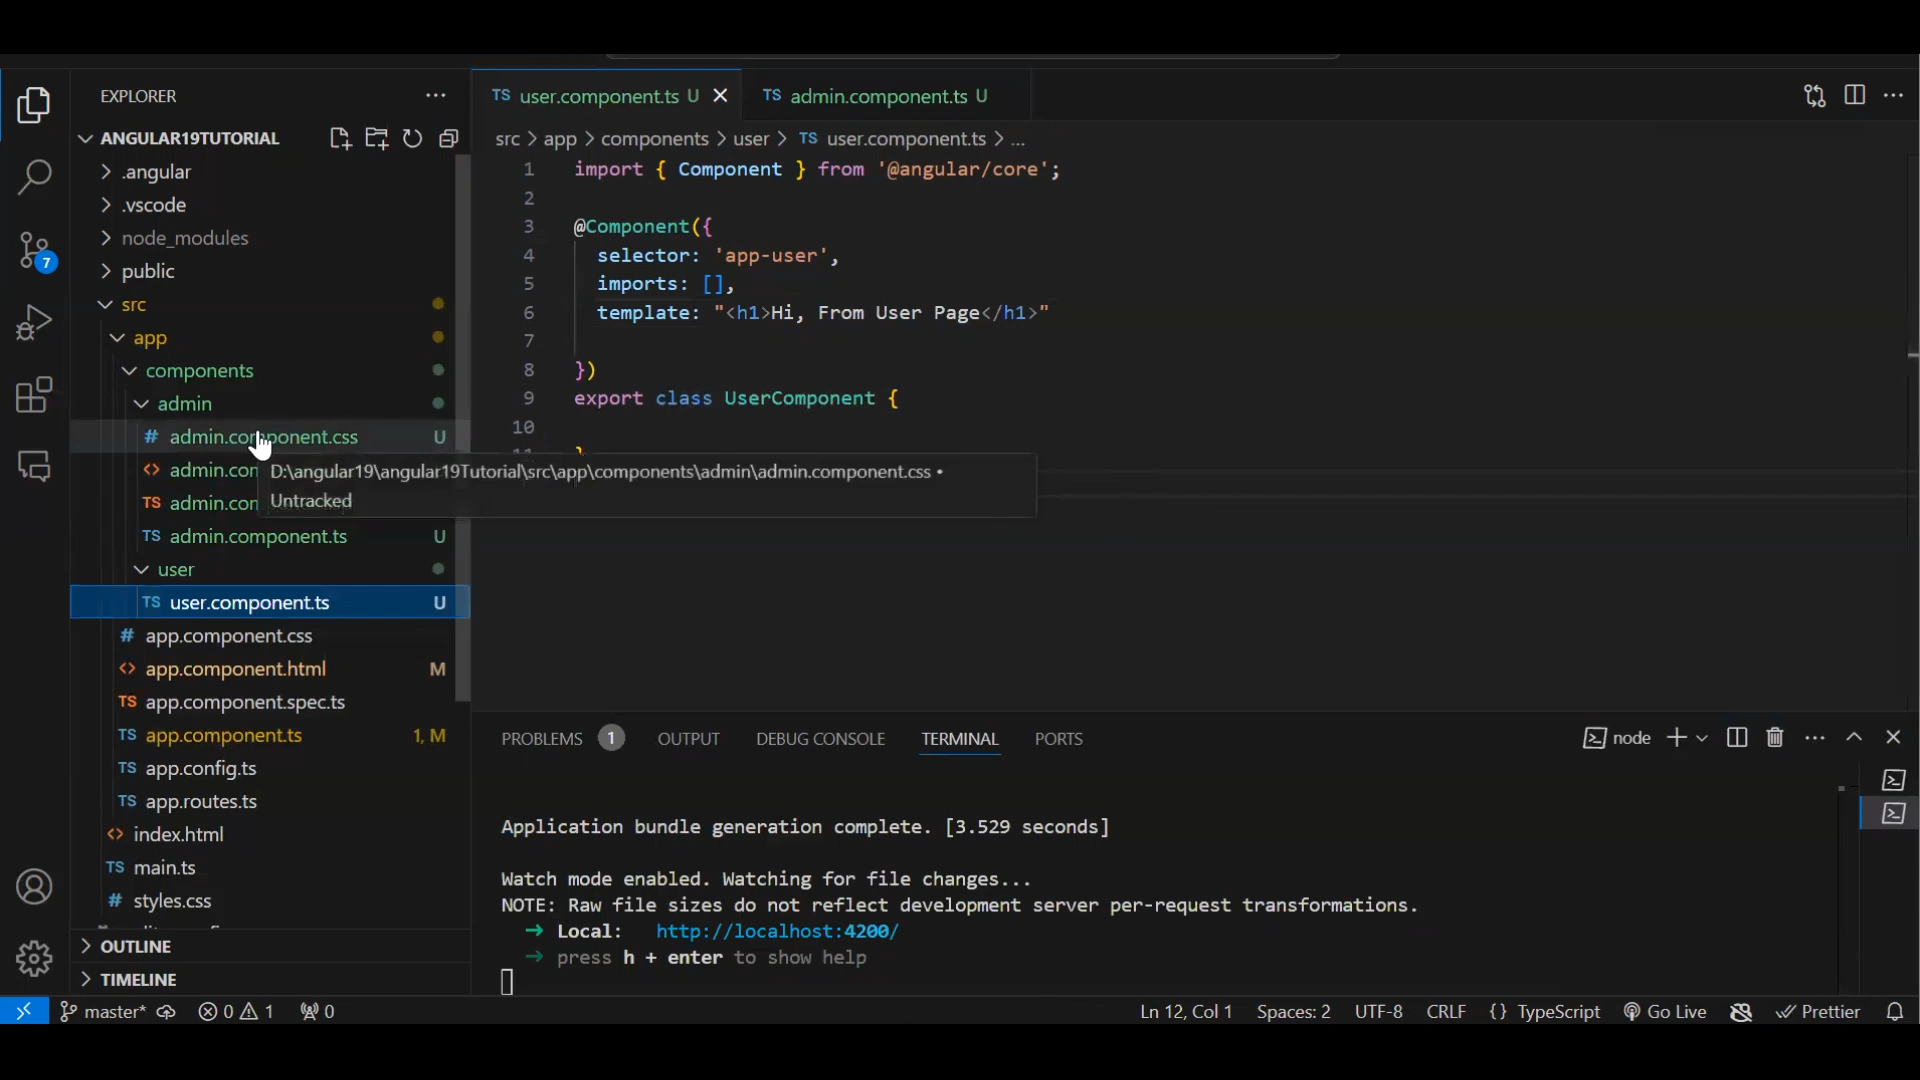 EXPLORER
ANGULAR19TUTORIAL
.angular
.vscode
node_modules
public
src
app
components
admin
# admin.component.css U
<> admin.com
TS admin.com
TS admin.component.ts U
user
TS user.component.ts U
# app.component.css
<> app.component.html M
TS app.component.spec.ts
TS app.component.ts 1, M
TS app.config.ts
TS app.routes.ts
<> index.html
TS main.ts
# styles.css
OUTLINE
TIMELINE
7
TS user.component.ts U
TS admin.component.ts U
src > app > components > user > TS user.component.ts > ...
1 import { Component } from '@angular/core';
2
3 @Component({
4 selector: 'app-user',
5 imports: [],
6 template: "<h1>Hi, From User Page</h1>"
7
8 })
9 export class UserComponent {
10
D:\angular19\angular19Tutorial\src\app\components\admin\admin.component.css •
Untracked
PROBLEMS 1 OUTPUT DEBUG CONSOLE TERMINAL PORTS
node
Application bundle generation complete. [3.529 seconds]
Watch mode enabled. Watching for file changes...
NOTE: Raw file sizes do not reflect development server per-request transformations.
➜ Local: http://localhost:4200/
➜ press h + enter to show help
master* 0 1 0
Ln 12, Col 1 Spaces: 2 UTF-8 CRLF {} TypeScript Go Live Prettier